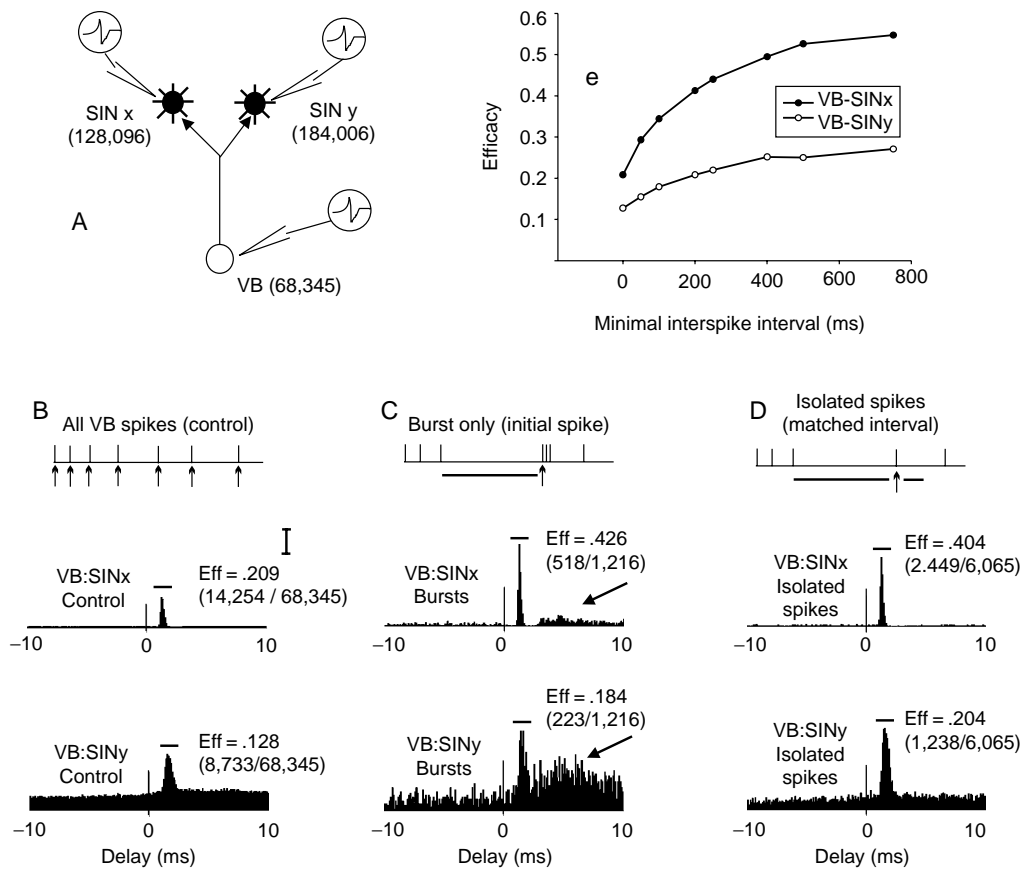 SIN x
(128,096)
SIN y
(184,006)
A
VB (68,345)
e
0.6
0.5
0.4
0.3
0.2
0.1
Efficacy
VB-SINx
VB-SINy
0 200 400 600 800
Minimal interspike interval (ms)
B
All VB spikes (control)
VB:SINx
Control
Eff = .209
(14,254 / 68,345)
−10 0 10
VB:SINy
Control
Eff = .128
(8,733/68,345)
−10 0 10
Delay (ms)
C
Burst only (initial spike)
VB:SINx
Bursts
Eff = .426
(518/1,216)
−10 0 10
VB:SINy
Bursts
Eff = .184
(223/1,216)
−10 0 10
Delay (ms)
D
Isolated spikes
(matched interval)
VB:SINx
Isolated
spikes
Eff = .404
(2.449/6,065)
−10 0 10
VB:SINy
Isolated
spikes
Eff = .204
(1,238/6,065)
−10 0 10
Delay (ms)